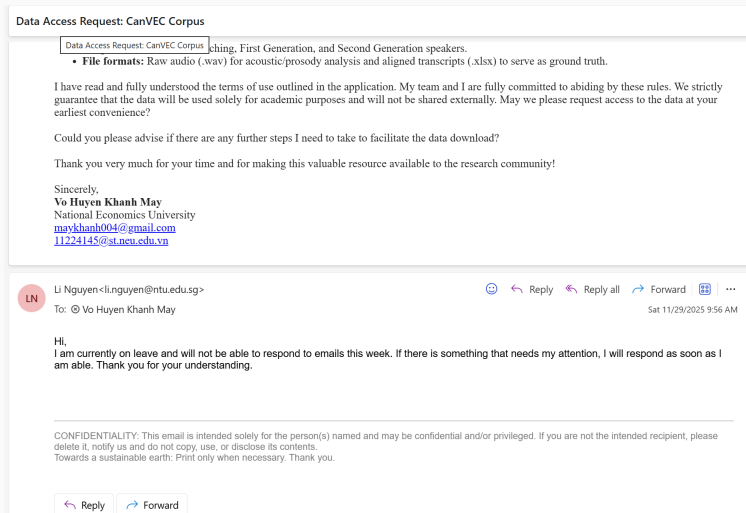 Data Access Request: CanVEC Corpus
Data Access Request: CanVEC Corpus
ching, First Generation, and Second Generation speakers.
• File formats: Raw audio (.wav) for acoustic/prosody analysis and aligned transcripts (.xlsx) to serve as ground truth.
I have read and fully understood the terms of use outlined in the application. My team and I are fully committed to abiding by these rules. We strictly
guarantee that the data will be used solely for academic purposes and will not be shared externally. May we please request access to the data at your
earliest convenience?
Could you please advise if there are any further steps I need to take to facilitate the data download?
Thank you very much for your time and for making this valuable resource available to the research community!
Sincerely,
Vo Huyen Khanh May
National Economics University
maykhanh004@gmail.com
11224145@st.neu.edu.vn
LN
Li Nguyen<li.nguyen@ntu.edu.sg>
Reply
Reply all
Forward
To: Vo Huyen Khanh May
Sat 11/29/2025 9:56 AM
Hi,
I am currently on leave and will not be able to respond to emails this week. If there is something that needs my attention, I will respond as soon as I
am able. Thank you for your understanding.
CONFIDENTIALITY: This email is intended solely for the person(s) named and may be confidential and/or privileged. If you are not the intended recipient, please
delete it, notify us and do not copy, use, or disclose its contents.
Towards a sustainable earth: Print only when necessary. Thank you.
Reply
Forward